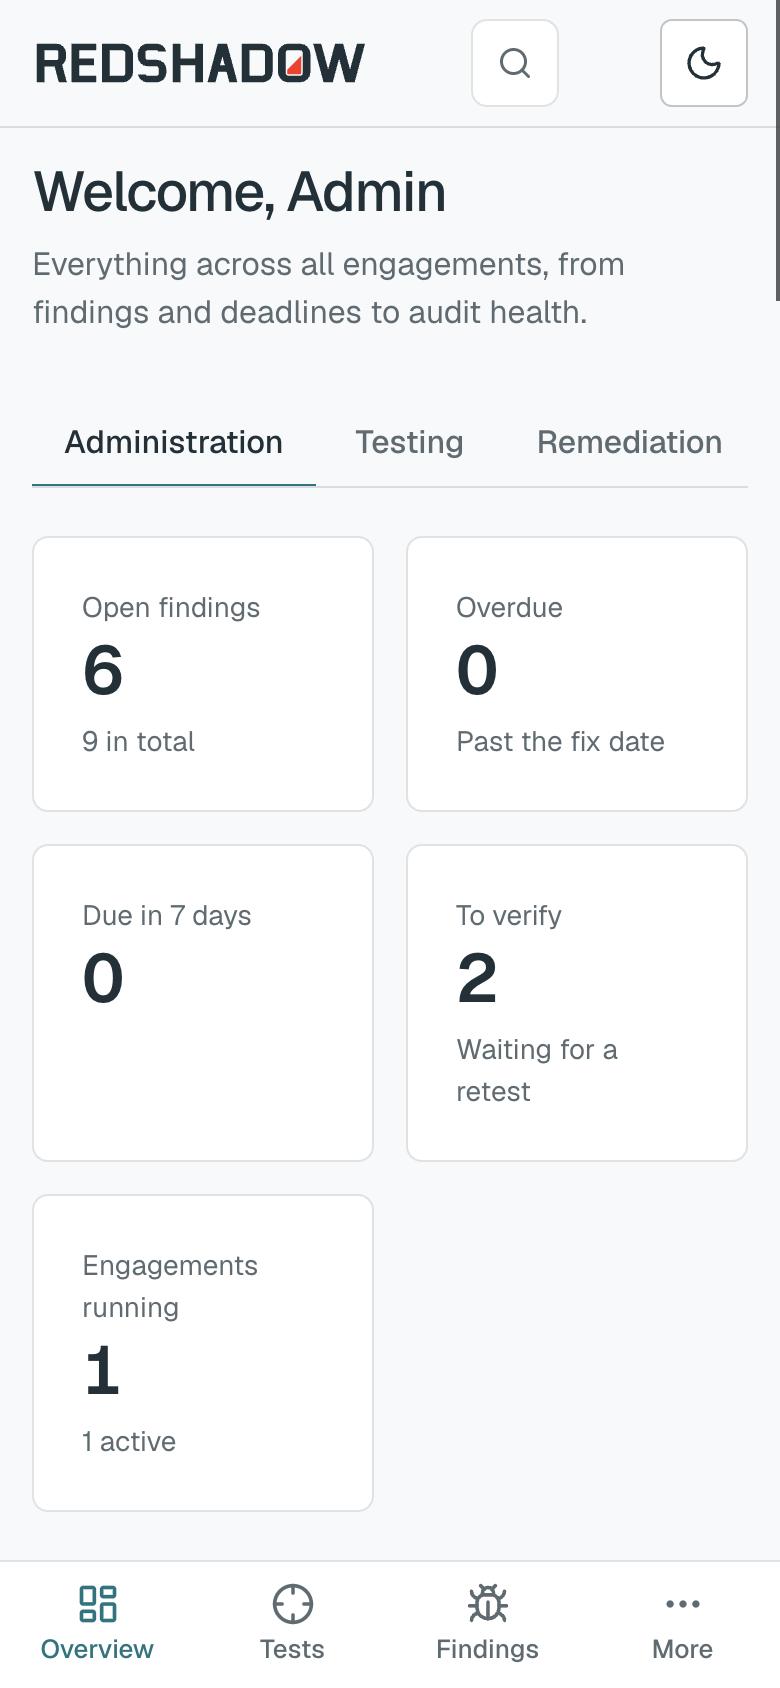 REDSHADOW
Welcome, Admin
Everything across all engagements, from
findings and deadlines to audit health.
Administration
Testing
Remediation
Open findings
6
9 in total
Overdue
0
Past the fix date
Due in 7 days
0
To verify
2
Waiting for a
retest
Engagements
running
1
1 active
Overview
Tests
Findings
More